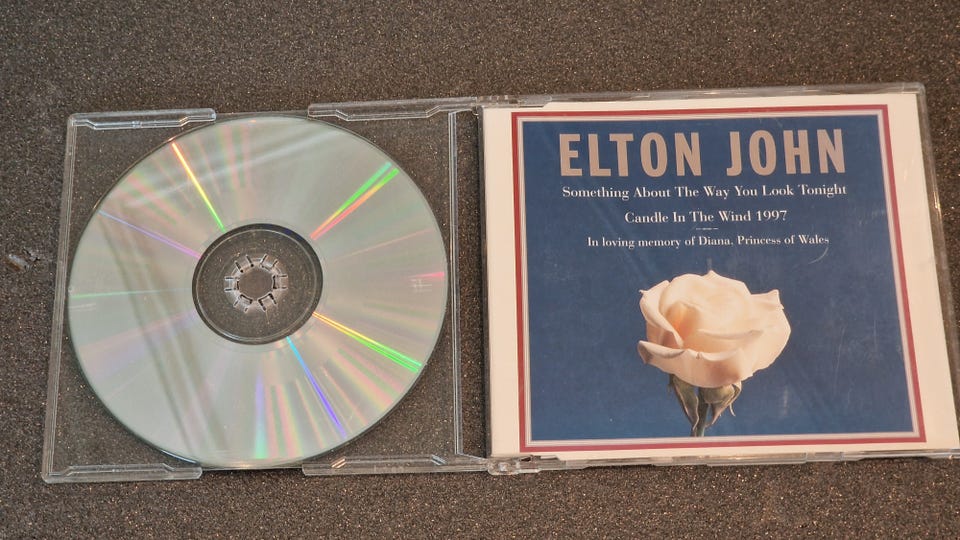 ELTON JOHN
Something About The Way You Look Tonight
Candle In The Wind 1997
In loving memory of Diana, Princess of Wales